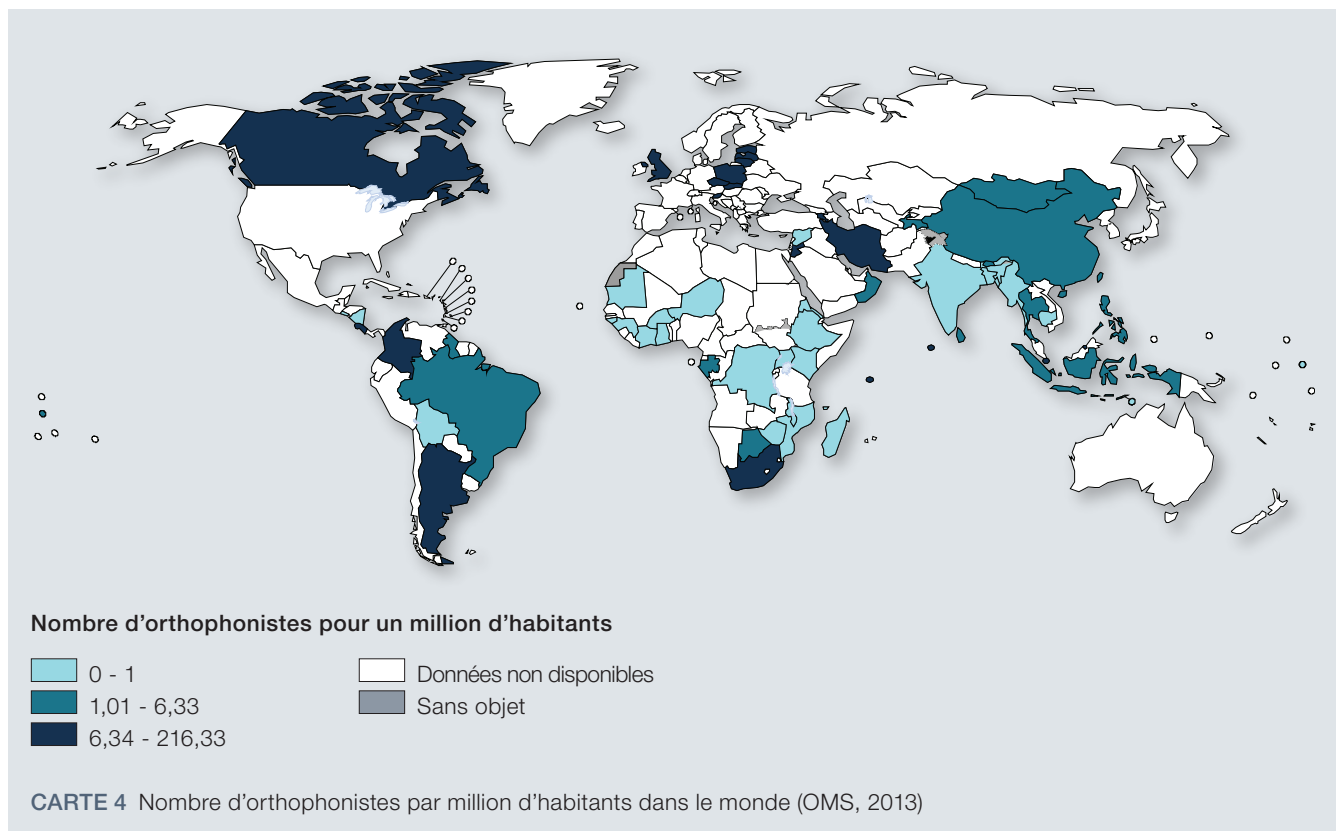 Nombre d'orthophonistes pour un million d'habitants
0 - 1
1,01 - 6,33
6,34 - 216,33
Données non disponibles
Sans objet
CARTE 4 Nombre d'orthophonistes par million d'habitants dans le monde (OMS, 2013)